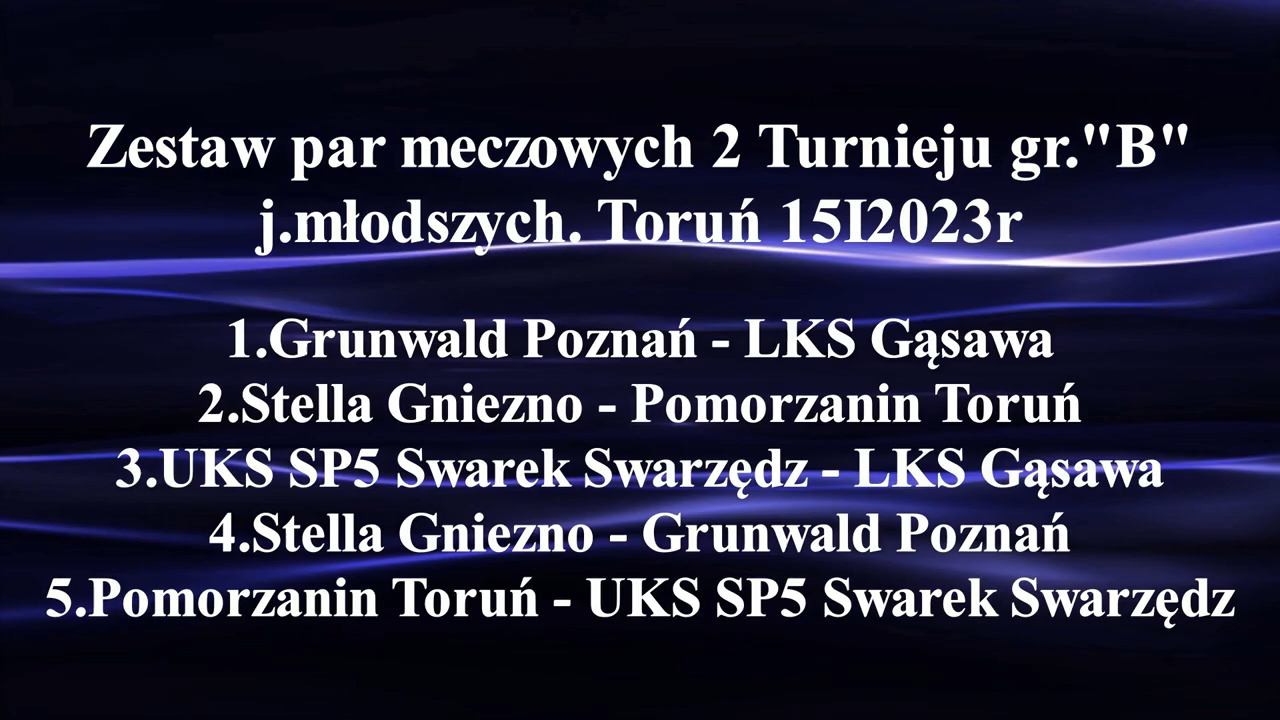 Zestaw par meczowych 2 Turnieju gr."B"
j.młodszych. Toruń 15I2023r
1.Grunwald Poznań - LKS Gąsawa
2.Stella Gniezno - Pomorzanin Toruń
3.UKS SP5 Swarek Swarzędz - LKS Gąsawa
4.Stella Gniezno - Grunwald Poznań
5.Pomorzanin Toruń - UKS SP5 Swarek Swarzędz